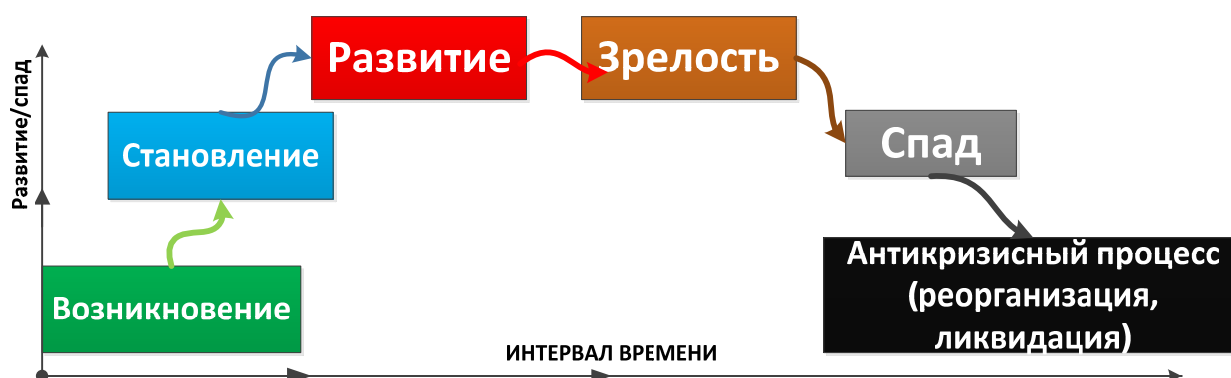 Развитие/спад
Возникновение
Становление
Развитие
Зрелость
Спад
Антикризисный процесс
(реорганизация,
ликвидация)
ИНТЕРВАЛ ВРЕМЕНИ